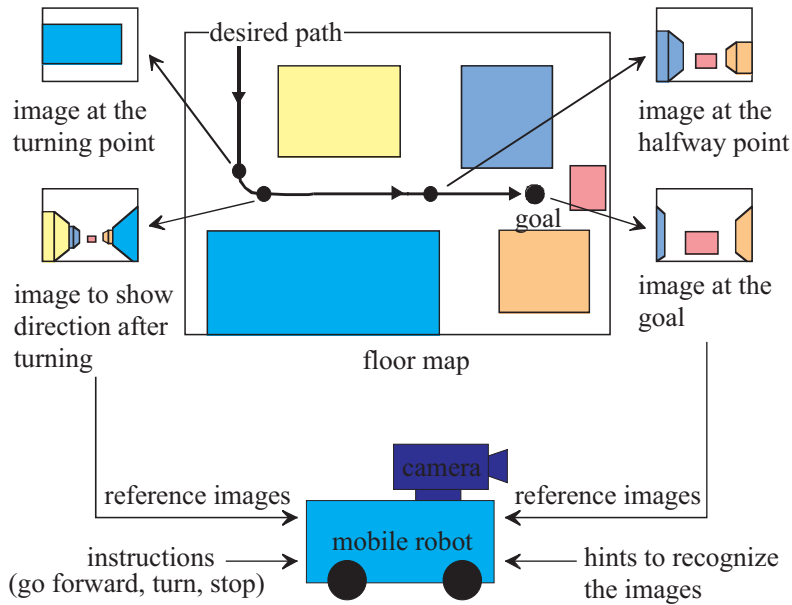 desired path
image at the
turning point
image at the
halfway point
goal
image to show
direction after
turning
image at the
goal
floor map
camera
reference images
reference images
mobile robot
instructions
(go forward, turn, stop)
hints to recognize
the images